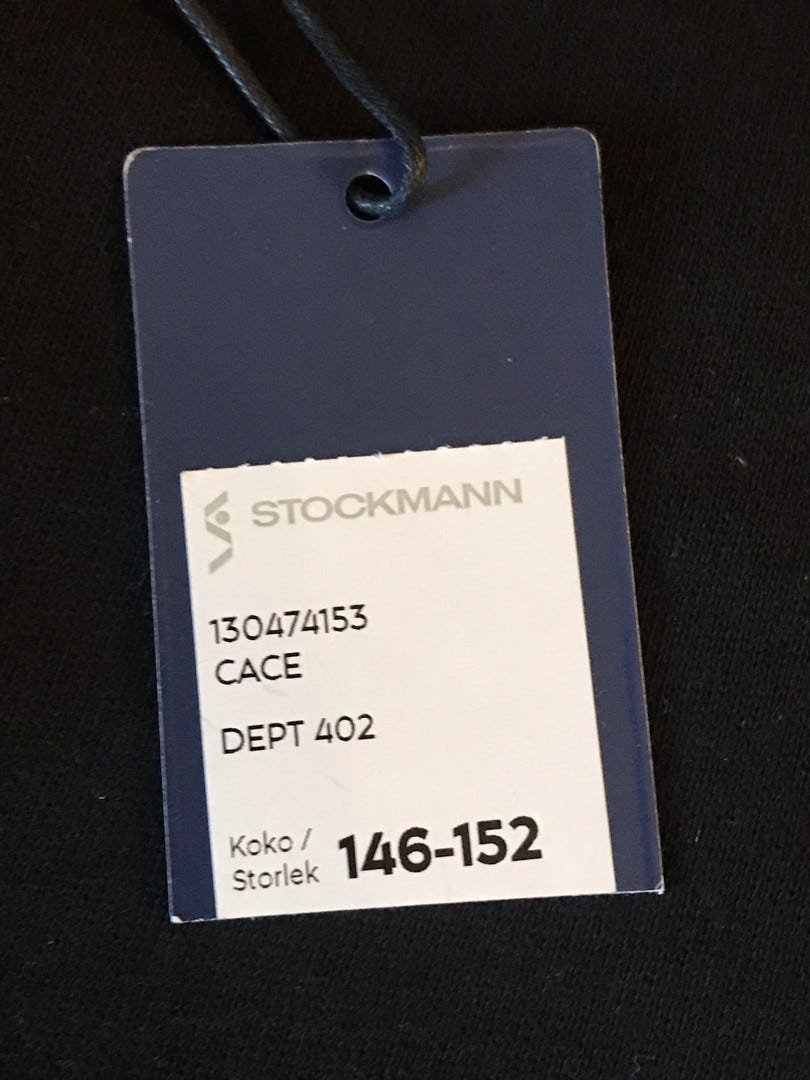 STOCKMANN
130474153
CACE
DEPT 402
Koko /
Storlek
146-152